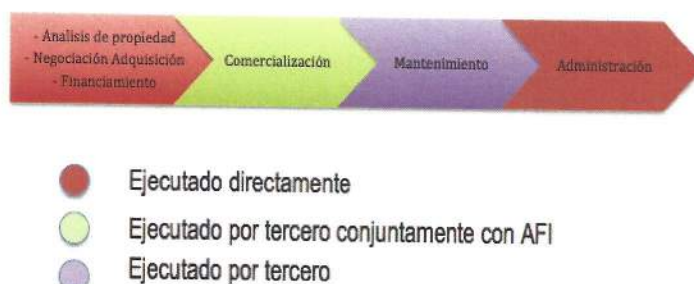 - Analisis de propiedad
- Negociación Adquisición
- Financiamiento
Comercialización
Mantenimiento
Administración
Ejecutado directamente
Ejecutado por tercero conjuntamente con AFI
Ejecutado por tercero